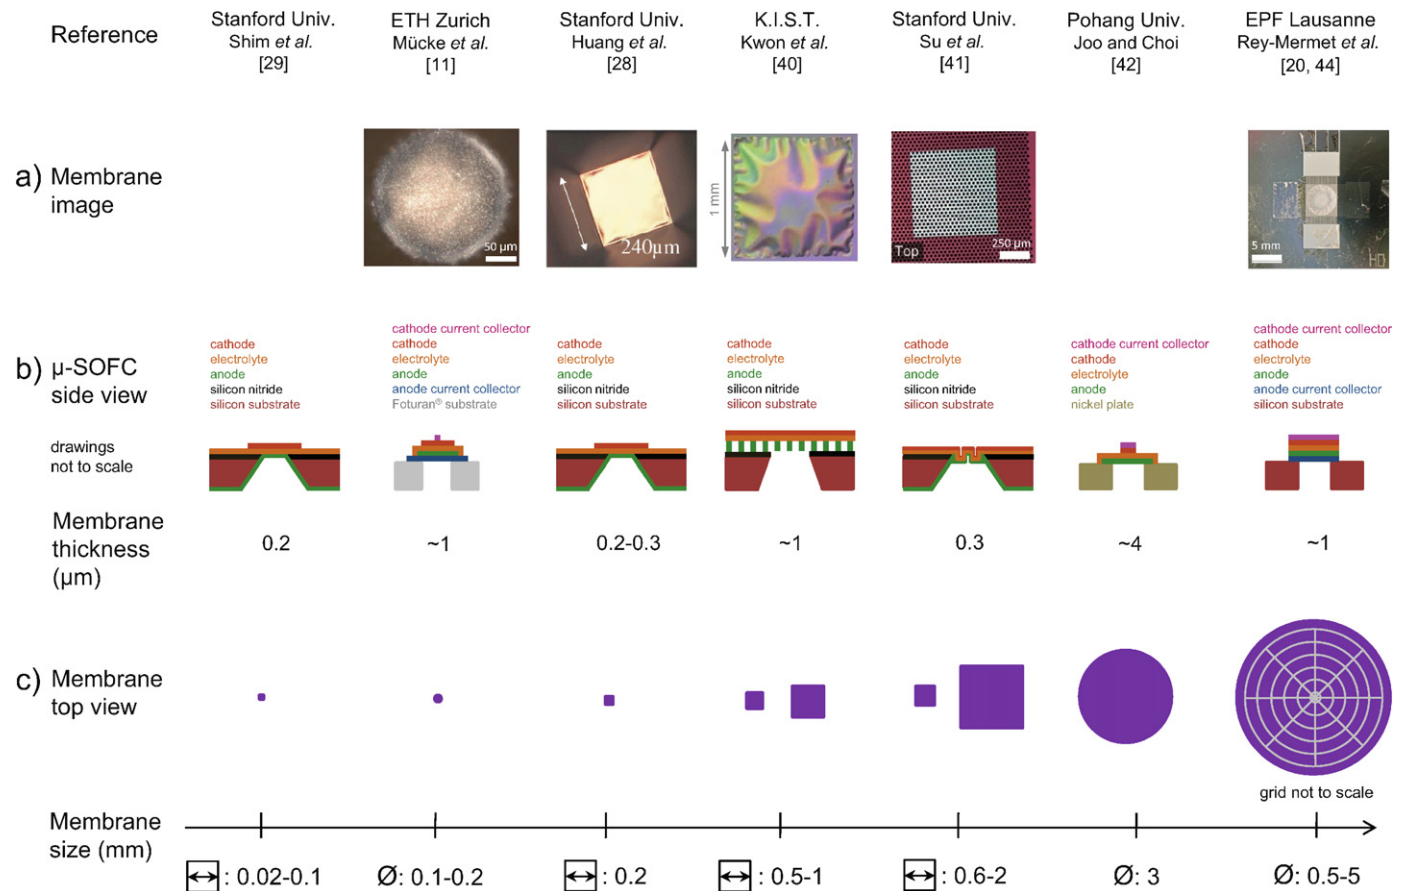 Reference
Stanford Univ.
Shim et al.
[29]
ETH Zurich
Mücke et al.
[11]
Stanford Univ.
Huang et al.
[28]
K.I.S.T.
Kwon et al.
[40]
Stanford Univ.
Su et al.
[41]
Pohang Univ.
Joo and Choi
[42]
EPF Lausanne
Rey-Mermet et al.
[20, 44]
a) Membrane
image
50 µm
240µm
1 mm
Top
250 µm
5 mm
HD
b) µ-SOFC
side view
drawings
not to scale
cathode
electrolyte
anode
silicon nitride
silicon substrate
cathode current collector
cathode
electrolyte
anode
anode current collector
Foturan® substrate
cathode
electrolyte
anode
silicon nitride
silicon substrate
cathode
electrolyte
anode
silicon nitride
silicon substrate
cathode
electrolyte
anode
silicon nitride
silicon substrate
cathode current collector
cathode
electrolyte
anode
nickel plate
cathode current collector
cathode
electrolyte
anode
anode current collector
silicon substrate
Membrane
thickness
(µm)
0.2
~1
0.2-0.3
~1
0.3
~4
~1
c) Membrane
top view
grid not to scale
Membrane
size (mm)
: 0.02-0.1
Ø: 0.1-0.2
: 0.2
: 0.5-1
: 0.6-2
Ø: 3
Ø: 0.5-5